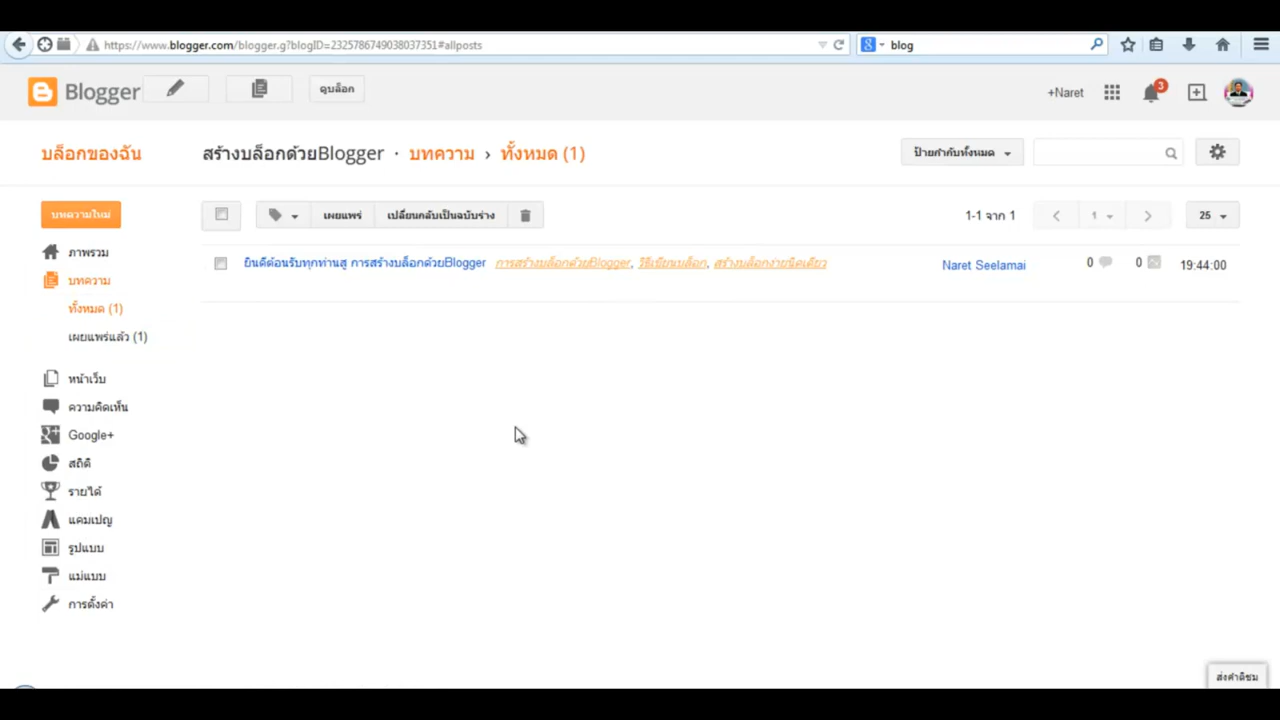 https://www.blogger.com/blogger.g?blogID=2325786749038037351#allposts
blog
Blogger
ดูบล็อก
+Naret
3
บล็อกของฉัน
สร้างบล็อกด้วยBlogger · บทความ › ทั้งหมด (1)
ป้ายกำกับทั้งหมด
บทความใหม่
เผยแพร่
เปลี่ยนกลับเป็นฉบับร่าง
1-1 จาก 1
1
25
ภาพรวม
ยินดีต้อนรับทุกท่านสู่ การสร้างบล็อกด้วยBlogger การสร้างบล็อกด้วยBlogger, วิธีเขียนบล็อก, สร้างบล็อกง่ายนิดเดียว
Naret Seelamai
0
0
19:44:00
บทความ
ทั้งหมด (1)
เผยแพร่แล้ว (1)
หน้าเว็บ
ความคิดเห็น
Google+
สถิติ
รายได้
แคมเปญ
รูปแบบ
แม่แบบ
การตั้งค่า
ส่งคำติชม